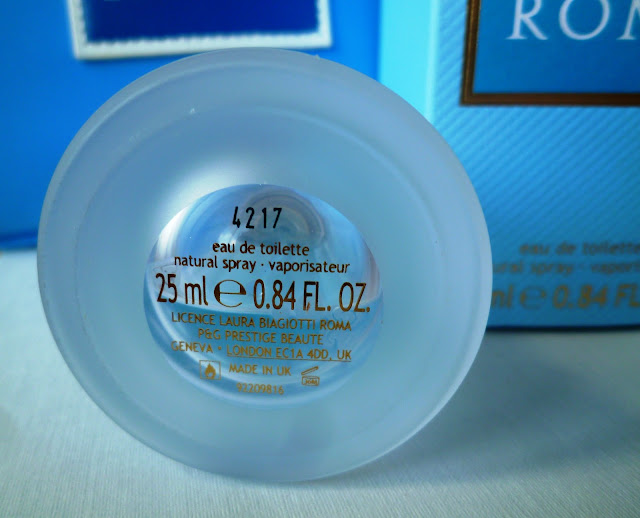 ROM
4217
eau de toilette
natural spray · vaporisateur
25 ml ℮ 0.84 FL. OZ.
LICENCE LAURA BIAGIOTTI ROMA
P&G PRESTIGE BEAUTE
GENEVA · LONDON EC1A 4DD, UK
MADE IN UK
eau de toilette
ml ℮ 0.84 FL